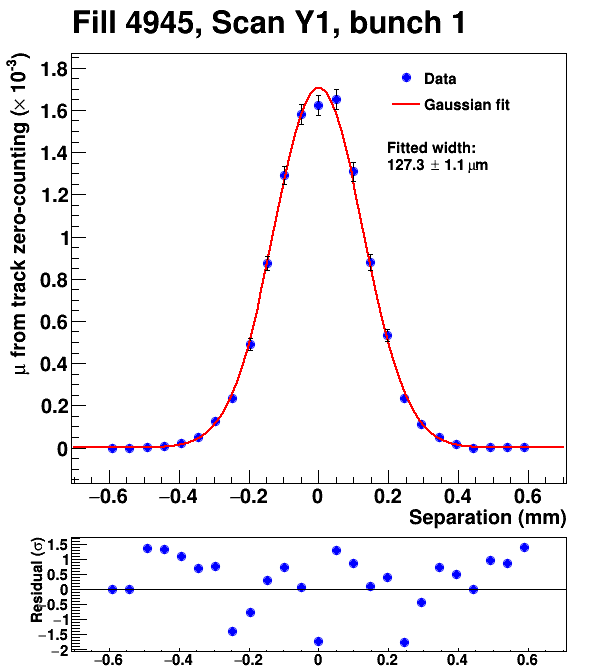 Fill 4945, Scan Y1, bunch 1
μ from track zero-counting (× 10⁻³)
1.8
1.6
1.4
1.2
1
0.8
0.6
0.4
0.2
0
Data
Gaussian fit
Fitted width:
127.3 ± 1.1 μm
−0.6 −0.4 −0.2 0 0.2 0.4 0.6
Separation (mm)
Residual (σ)
1.5
1
0.5
0
−0.5
−1
−1.5
−2
−0.6 −0.4 −0.2 0 0.2 0.4 0.6